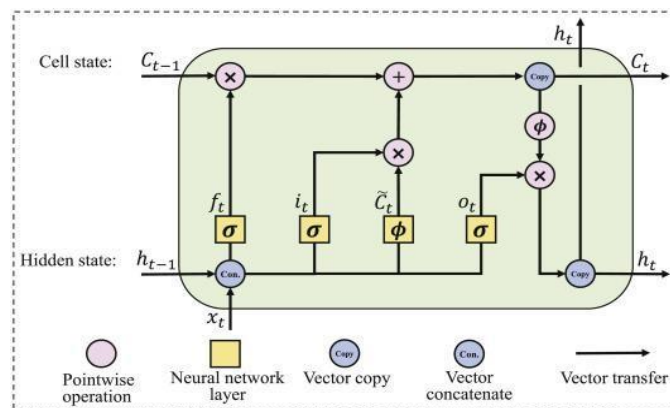 h_t
Cell state: C_{t-1} × + Copy C_t
ϕ
× ×
f_t i_t C̃_t o_t
σ σ ϕ σ
Hidden state: h_{t-1} Con. Copy h_t
x_t
Copy Con.
Pointwise operation
Neural network layer
Vector copy
Vector concatenate
Vector transfer